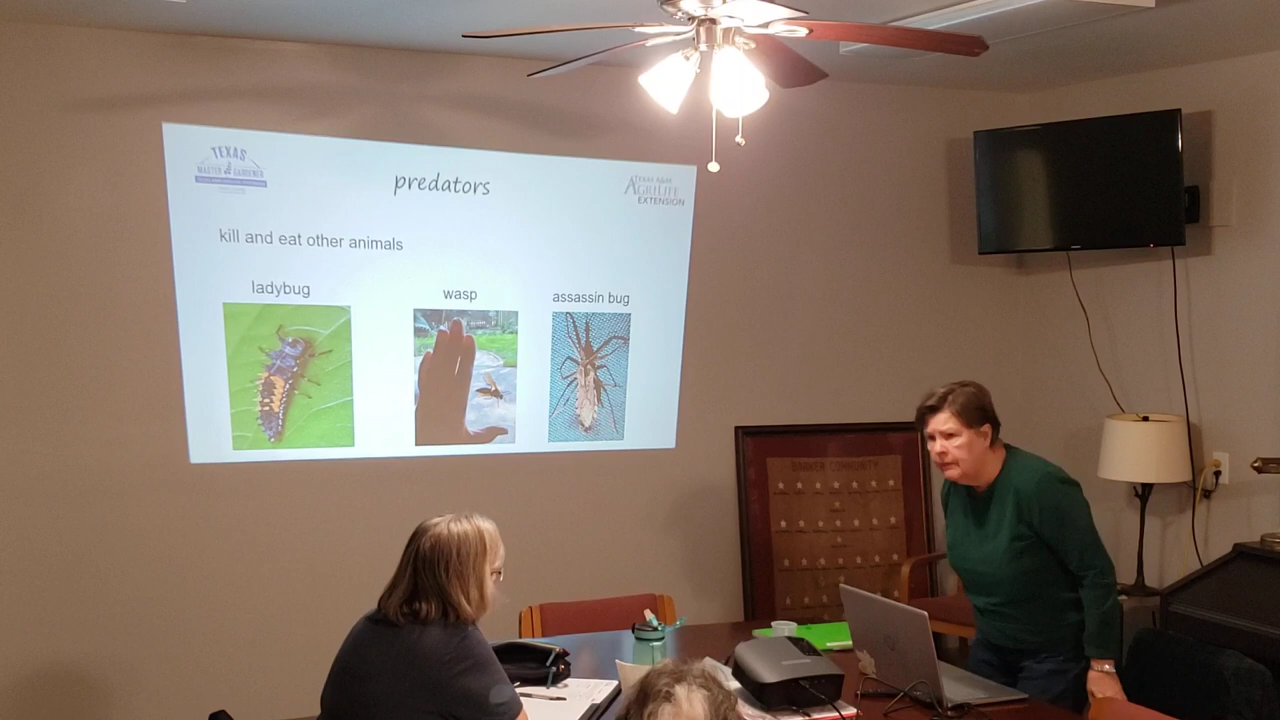 TEXAS
MASTER GARDENER
predators
TEXAS A&M
AGRILIFE
EXTENSION
kill and eat other animals
ladybug
wasp
assassin bug
BARKER COMMUNITY